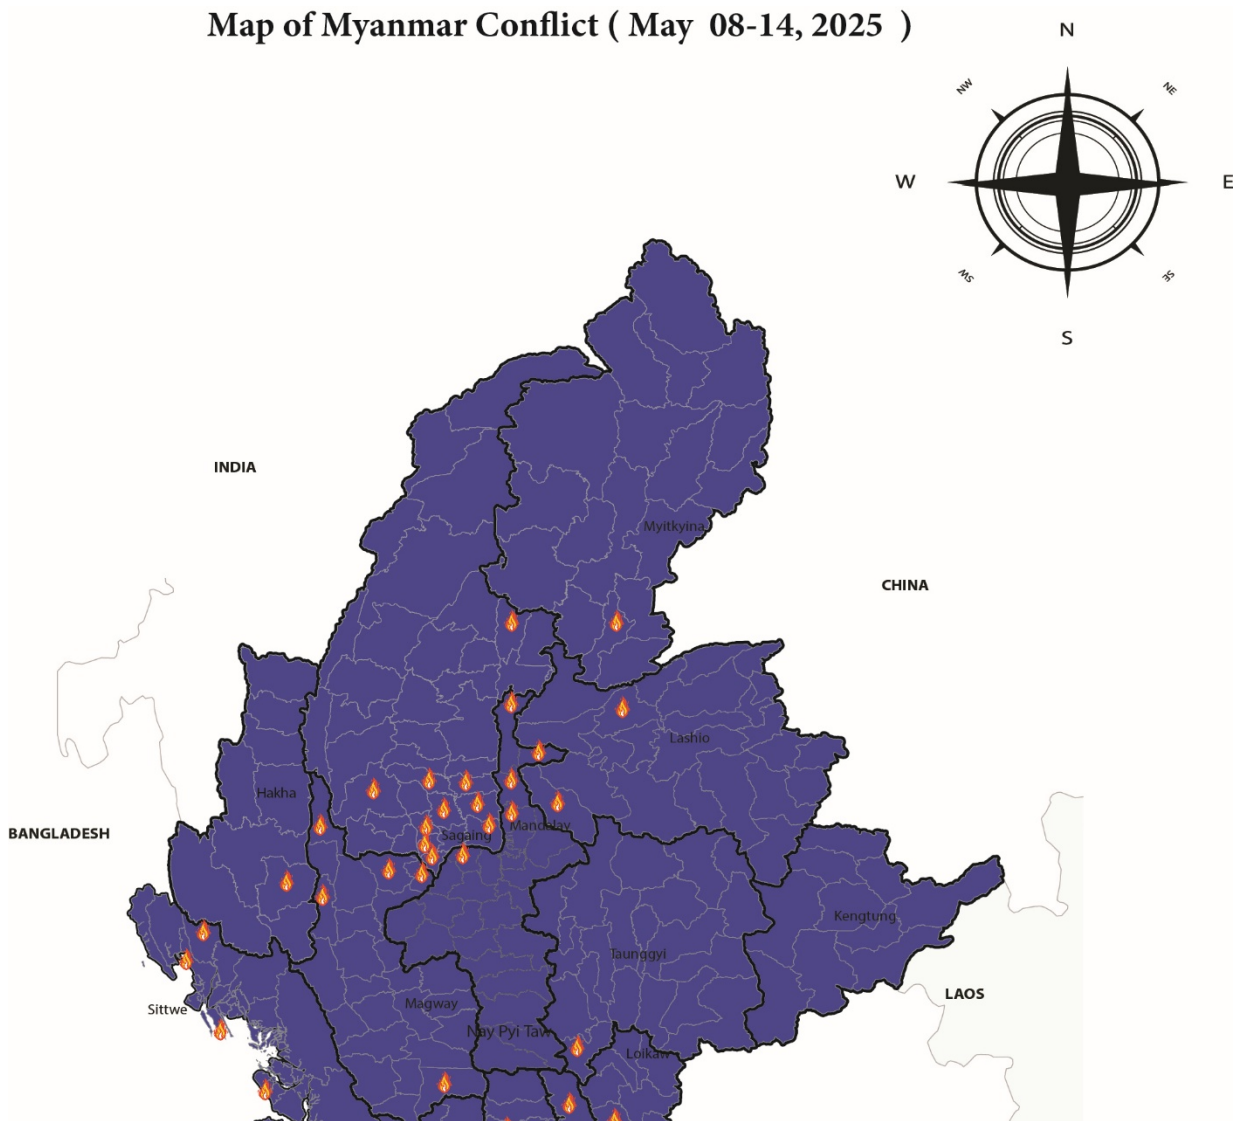 Map of Myanmar Conflict ( May 08-14, 2025 )
N
NW
NE
W
E
SW
SE
S
INDIA
Myitkyina
CHINA
Lashio
Hakha
BANGLADESH
Sagaing
Mandalay
Kengtung
Taunggyi
LAOS
Magway
Sittwe
Nay Pyi Taw
Loikaw